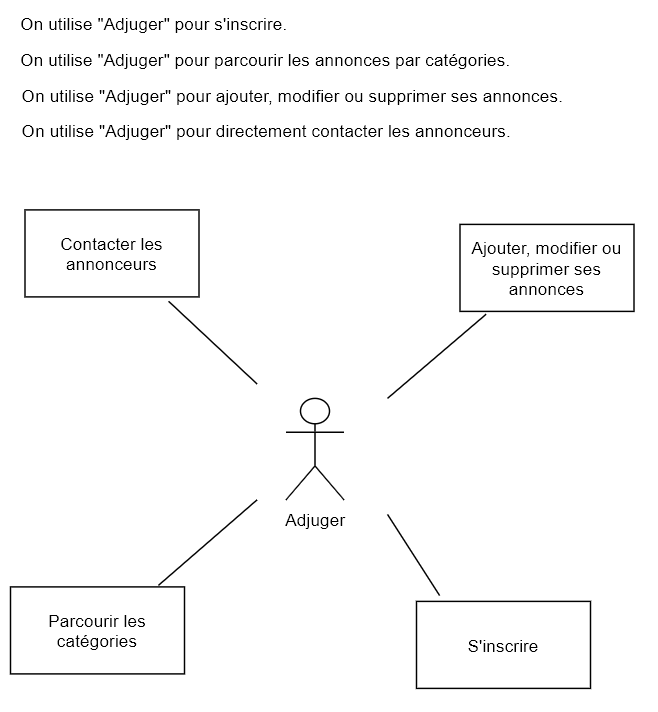 On utilise "Adjuger" pour s'inscrire.
On utilise "Adjuger" pour parcourir les annonces par catégories.
On utilise "Adjuger" pour ajouter, modifier ou supprimer ses annonces.
On utilise "Adjuger" pour directement contacter les annonceurs.
Contacter les
annonceurs
Ajouter, modifier ou
supprimer ses
annonces
Adjuger
Parcourir les
catégories
S'inscrire